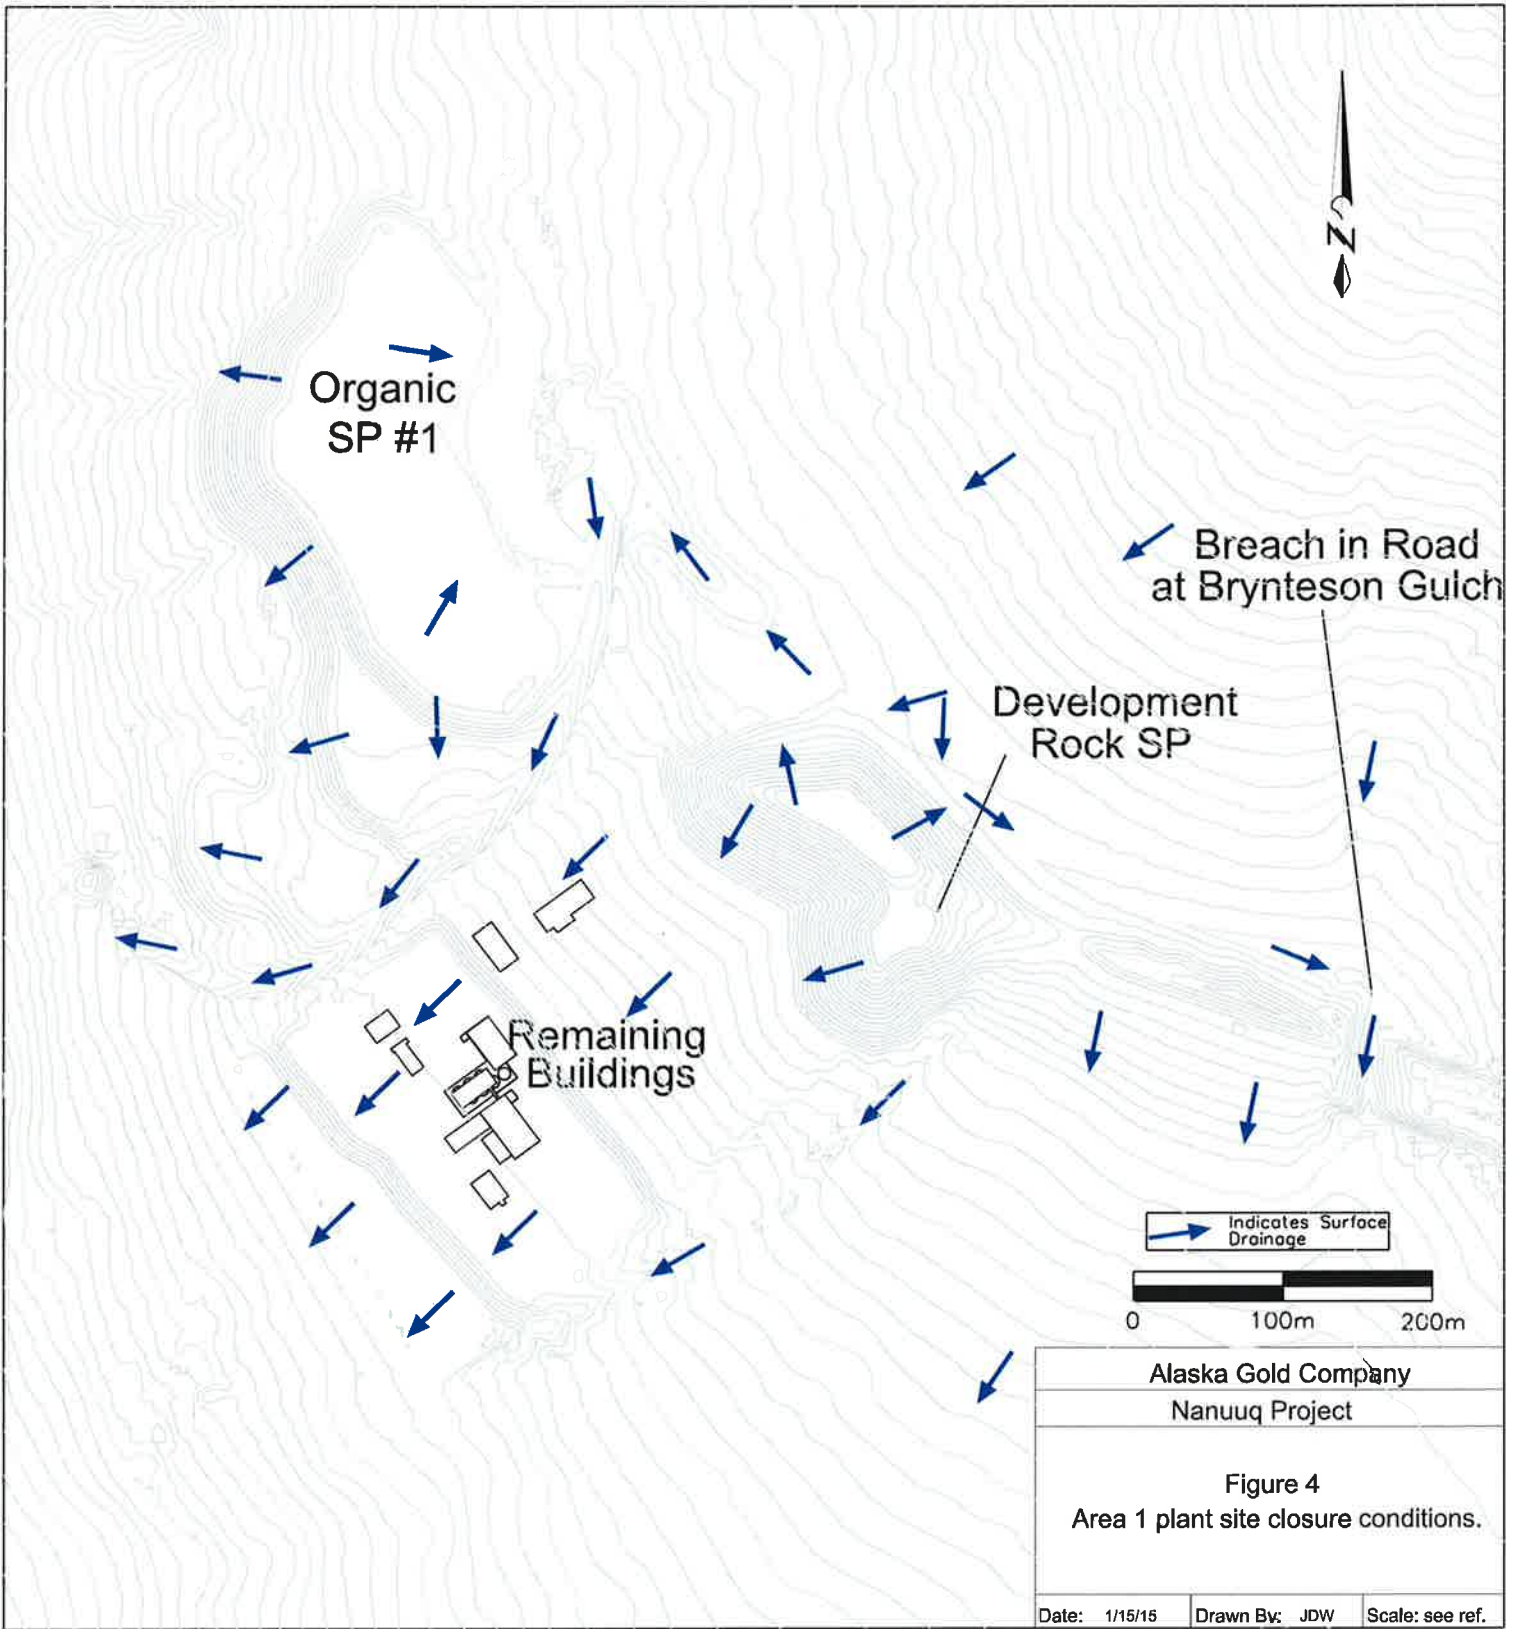 N
Organic
SP #1
Breach in Road
at Brynteson Gulch
Development
Rock SP
Remaining
Buildings
Indicates Surface
Drainage
0 100m 200m
Alaska Gold Company
Nanuuq Project
Figure 4
Area 1 plant site closure conditions.
Date: 1/15/15 Drawn By: JDW Scale: see ref.